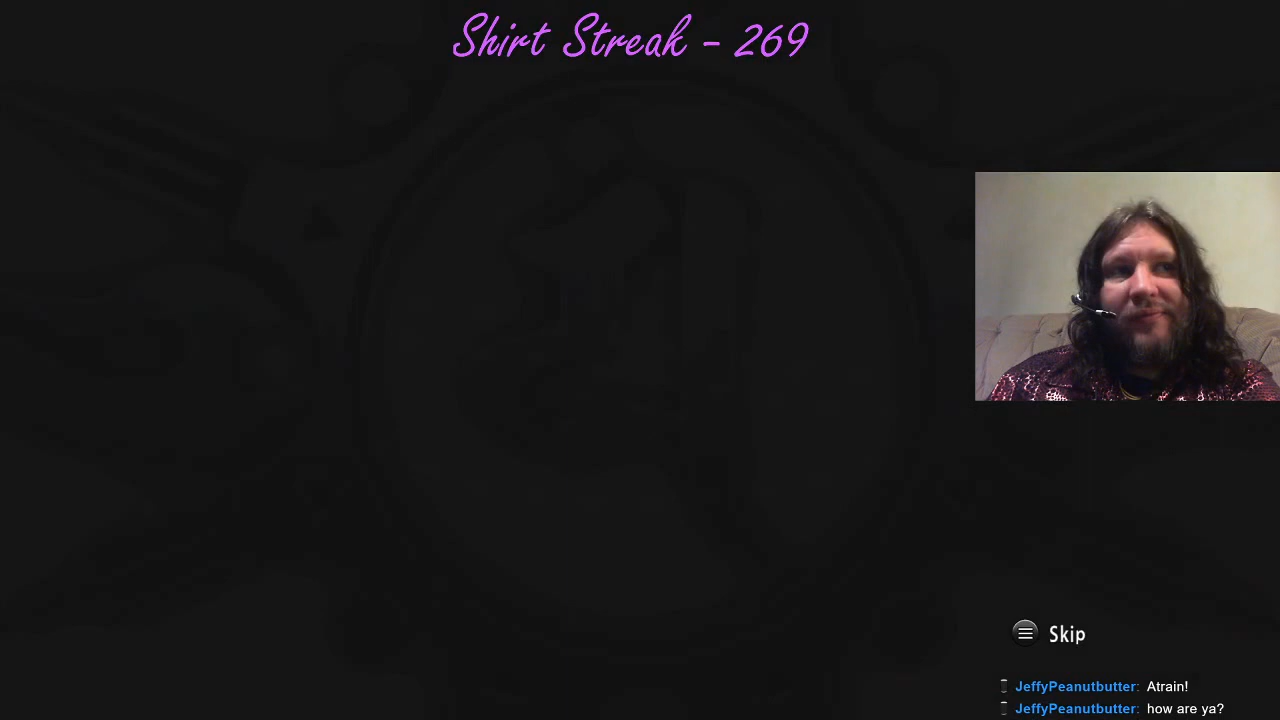 Shirt Streak - 269
Skip
JeffyPeanutbutter: Atrain!
JeffyPeanutbutter: how are ya?